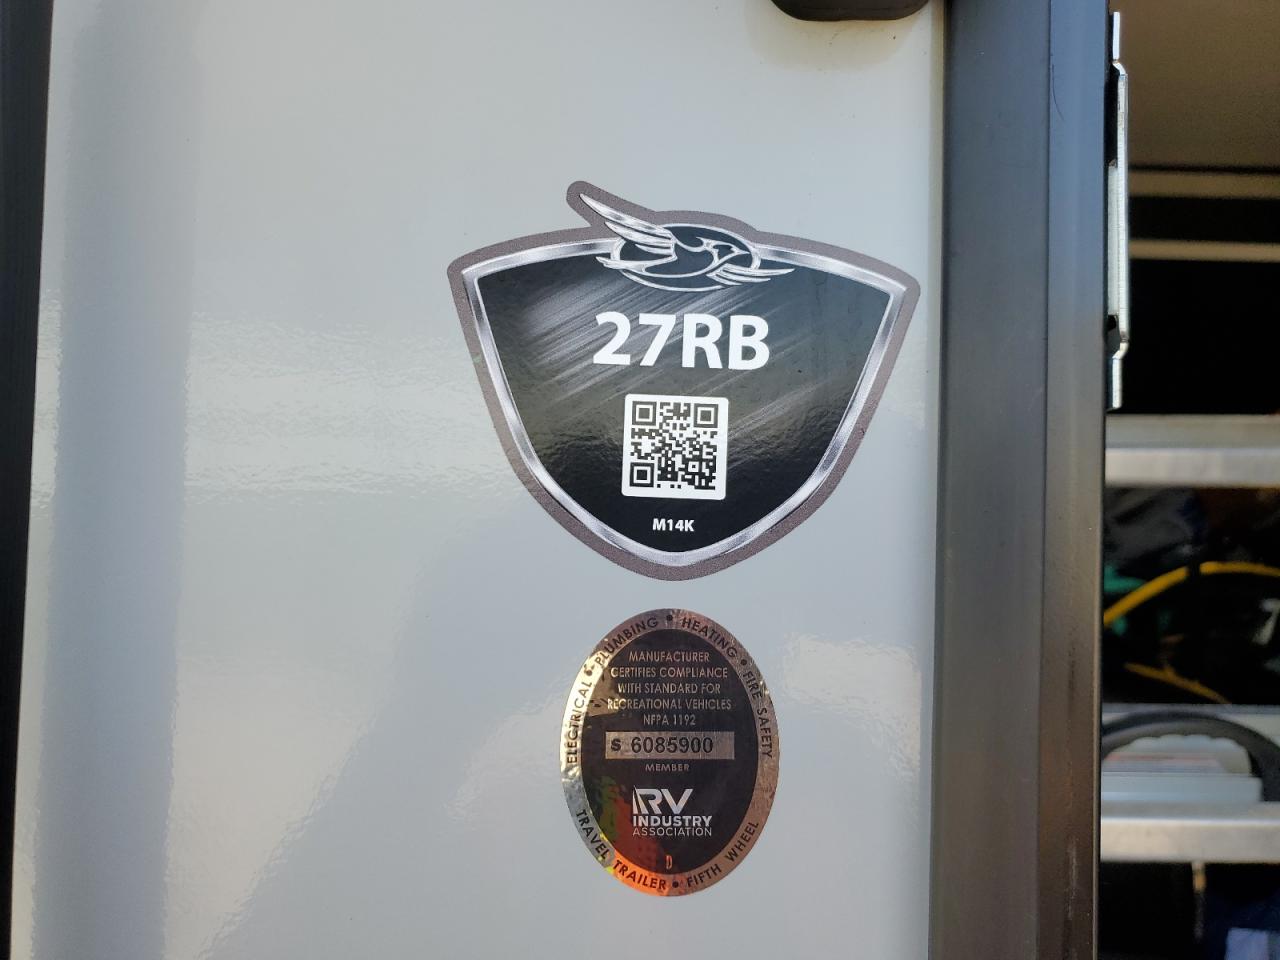 27RB
M14K
ELECTRICAL • PLUMBING • HEATING • FIRE SAFETY
MANUFACTURER
CERTIFIES COMPLIANCE
WITH STANDARD FOR
RECREATIONAL VEHICLES
NFPA 1192
S 6085900
MEMBER
RV
INDUSTRY
ASSOCIATION
D
TRAVEL TRAILER • FIFTH WHEEL